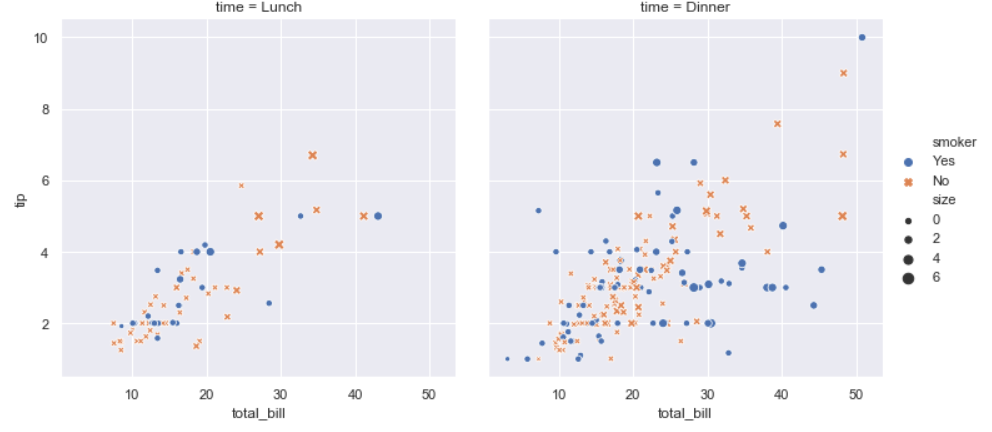 time = Lunch
time = Dinner
10
8
6
4
2
tip
10
20
30
40
50
total_bill
10
20
30
40
50
total_bill
smoker
Yes
No
size
0
2
4
6